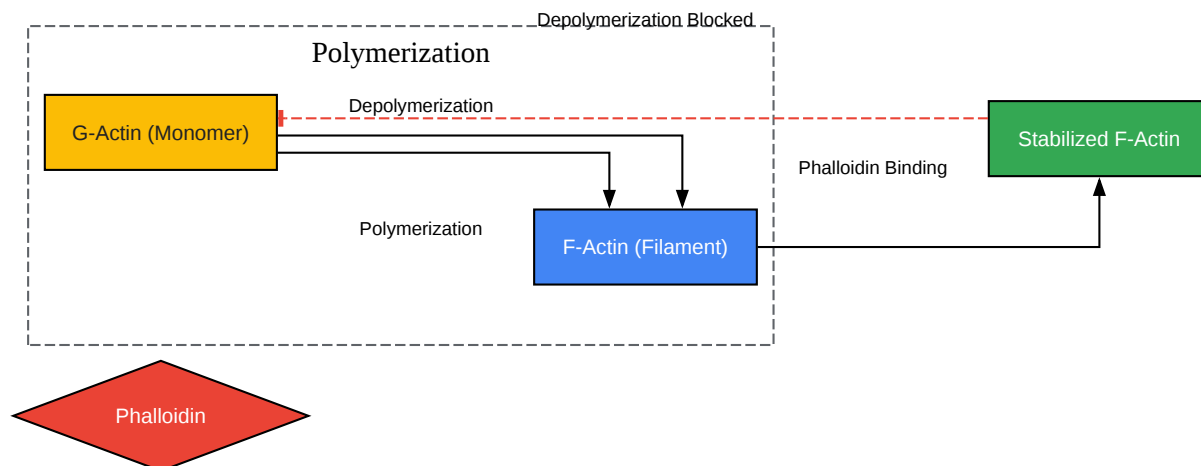 Depolymerization Blocked
Polymerization
Depolymerization
G-Actin (Monomer)
Stabilized F-Actin
Phalloidin Binding
Polymerization
F-Actin (Filament)
Phalloidin